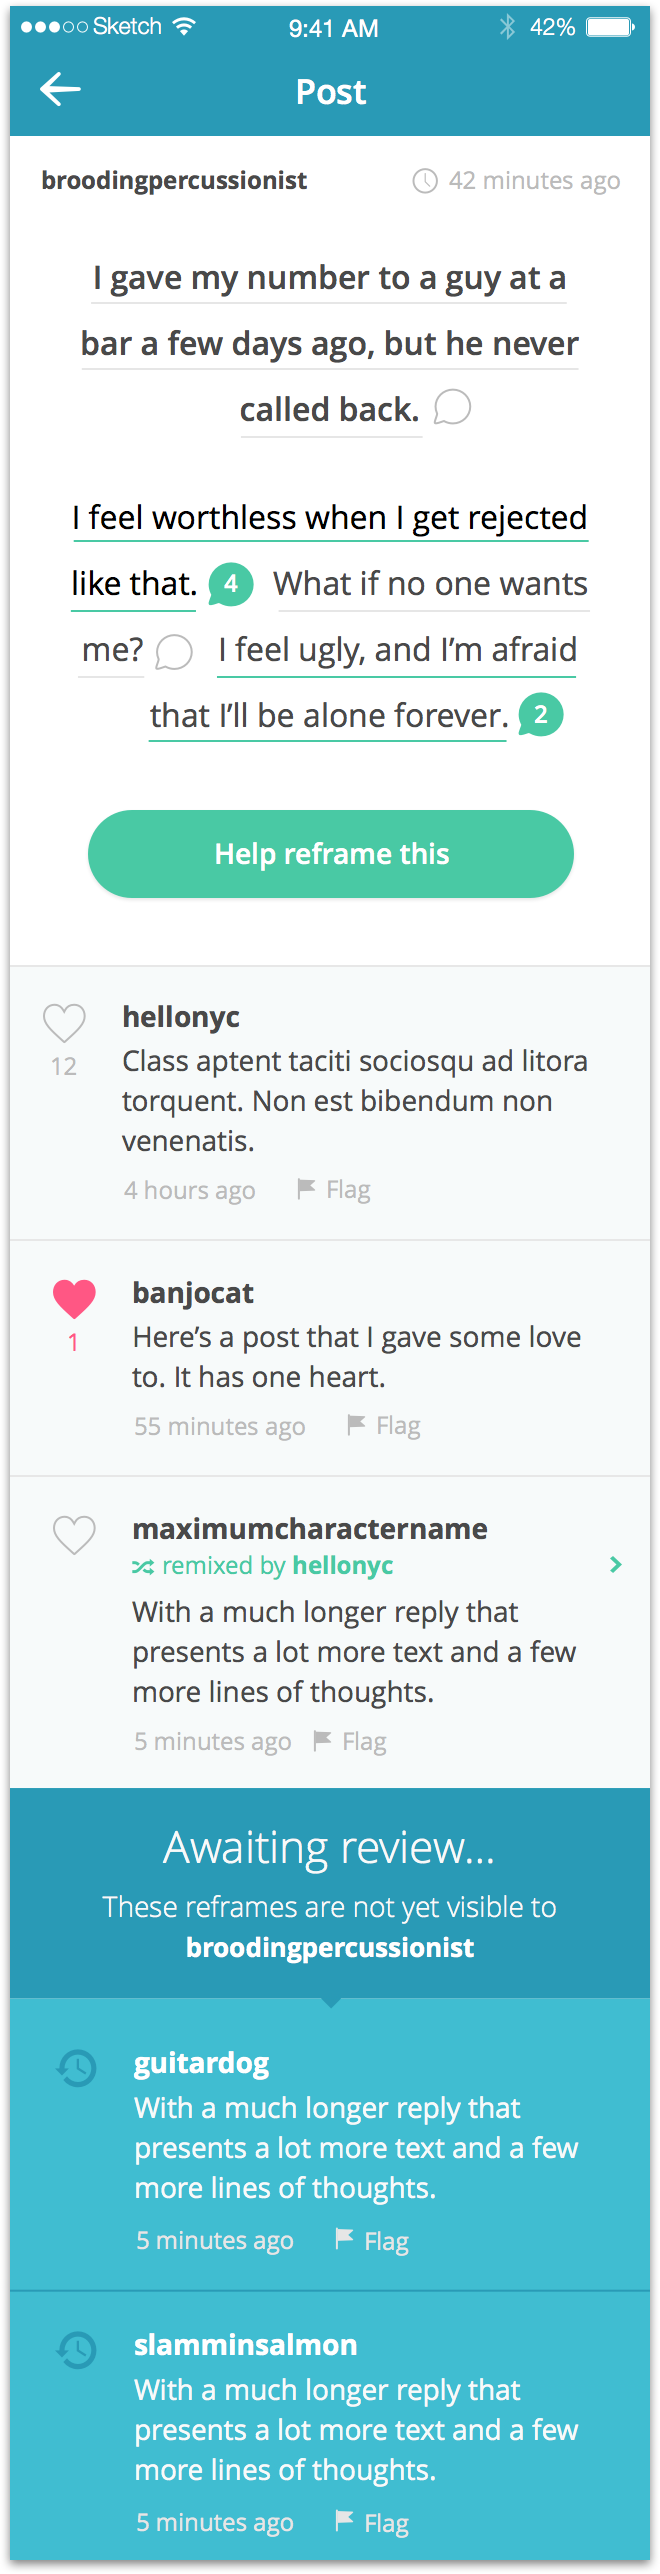 Sketch 9:41 AM 42%
Post
broodingpercussionist 42 minutes ago
I gave my number to a guy at a
bar a few days ago, but he never
called back.
I feel worthless when I get rejected
like that. 4 What if no one wants
me? I feel ugly, and I’m afraid
that I’ll be alone forever. 2
Help reframe this
hellonyc
12
Class aptent taciti sociosqu ad litora
torquent. Non est bibendum non
venenatis.
4 hours ago Flag
banjocat
1
Here’s a post that I gave some love
to. It has one heart.
55 minutes ago Flag
maximumcharactername
remixed by hellonyc
With a much longer reply that
presents a lot more text and a few
more lines of thoughts.
5 minutes ago Flag
Awaiting review...
These reframes are not yet visible to
broodingpercussionist
guitardog
With a much longer reply that
presents a lot more text and a few
more lines of thoughts.
5 minutes ago Flag
slamminsalmon
With a much longer reply that
presents a lot more text and a few
more lines of thoughts.
5 minutes ago Flag